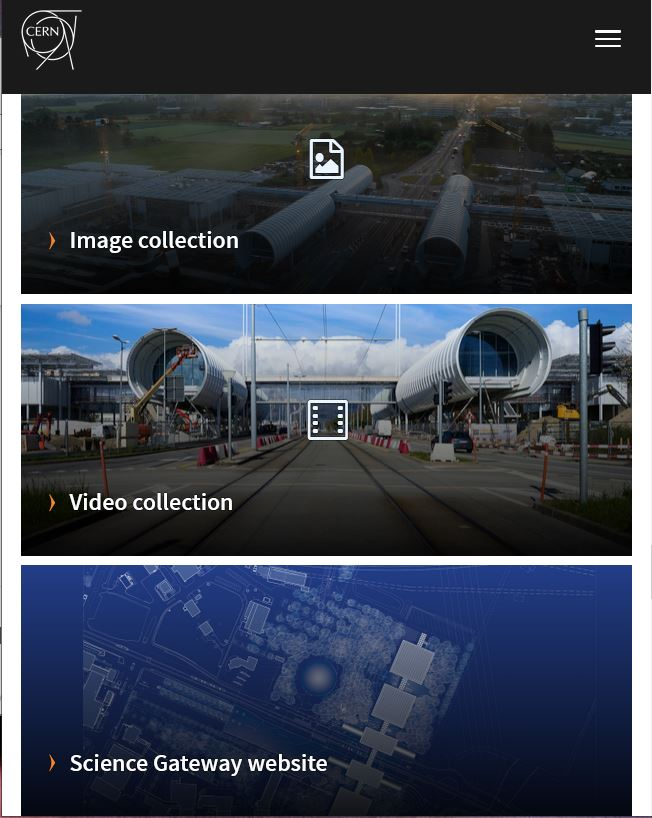 CERN
Image collection
Video collection
Science Gateway website